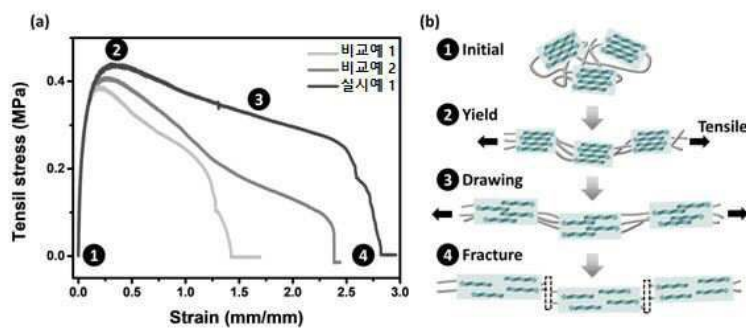 (a)
Tensil stress (MPa)
0.4
0.2
0.0
0.0 0.5 1.0 1.5 2.0 2.5 3.0
Strain (mm/mm)
비교예 1
비교예 2
실시예 1
1
2
3
4
(b)
1 Initial
2 Yield
Tensile
3 Drawing
4 Fracture